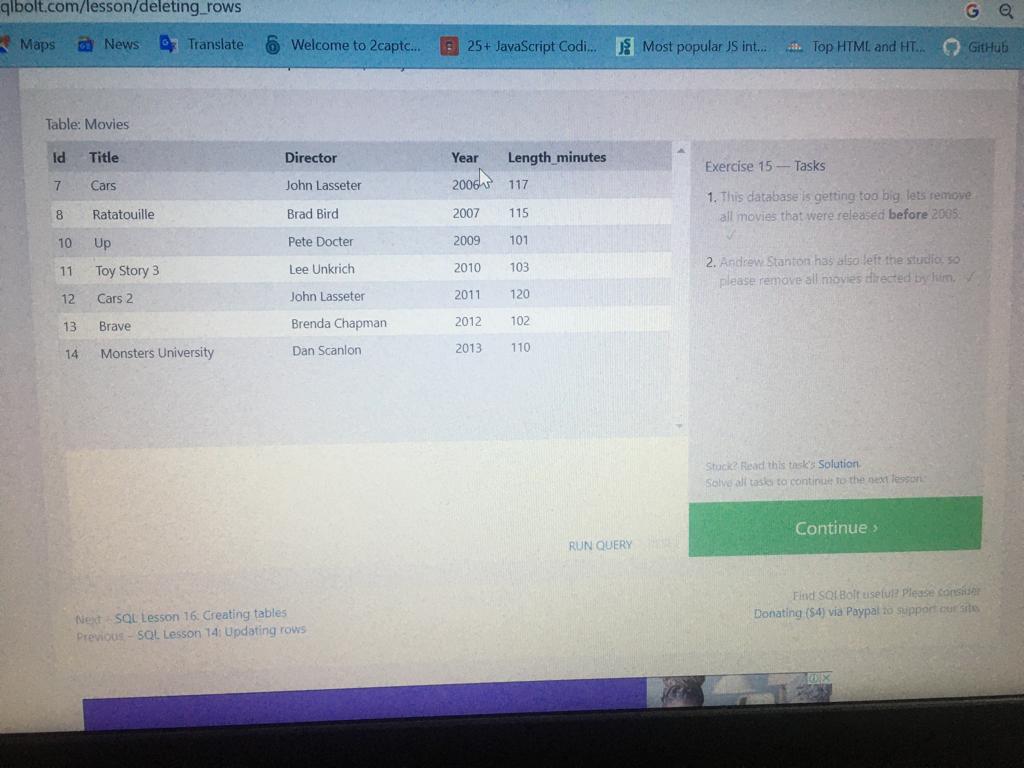 qlbolt.com/lesson/deleting_rows
Maps News Translate Welcome to 2captc... 25+ JavaScript Codi... Most popular JS int... Top HTML and HT... GitHub
Table: Movies
Id Title Director Year Length_minutes
7 Cars John Lasseter 2006 117
8 Ratatouille Brad Bird 2007 115
10 Up Pete Docter 2009 101
11 Toy Story 3 Lee Unkrich 2010 103
12 Cars 2 John Lasseter 2011 120
13 Brave Brenda Chapman 2012 102
14 Monsters University Dan Scanlon 2013 110
Exercise 15 — Tasks
1. This database is getting too big, lets remove
all movies that were released before 2005.
2. Andrew Stanton has also left the studio, so
please remove all movies directed by him.
Stuck? Read this task's Solution.
Solve all tasks to continue to the next lesson.
Continue ›
RUN QUERY
Next – SQL Lesson 16: Creating tables
Previous – SQL Lesson 14: Updating rows
Find SQLBolt useful? Please consider
Donating ($4) via Paypal to support our site.